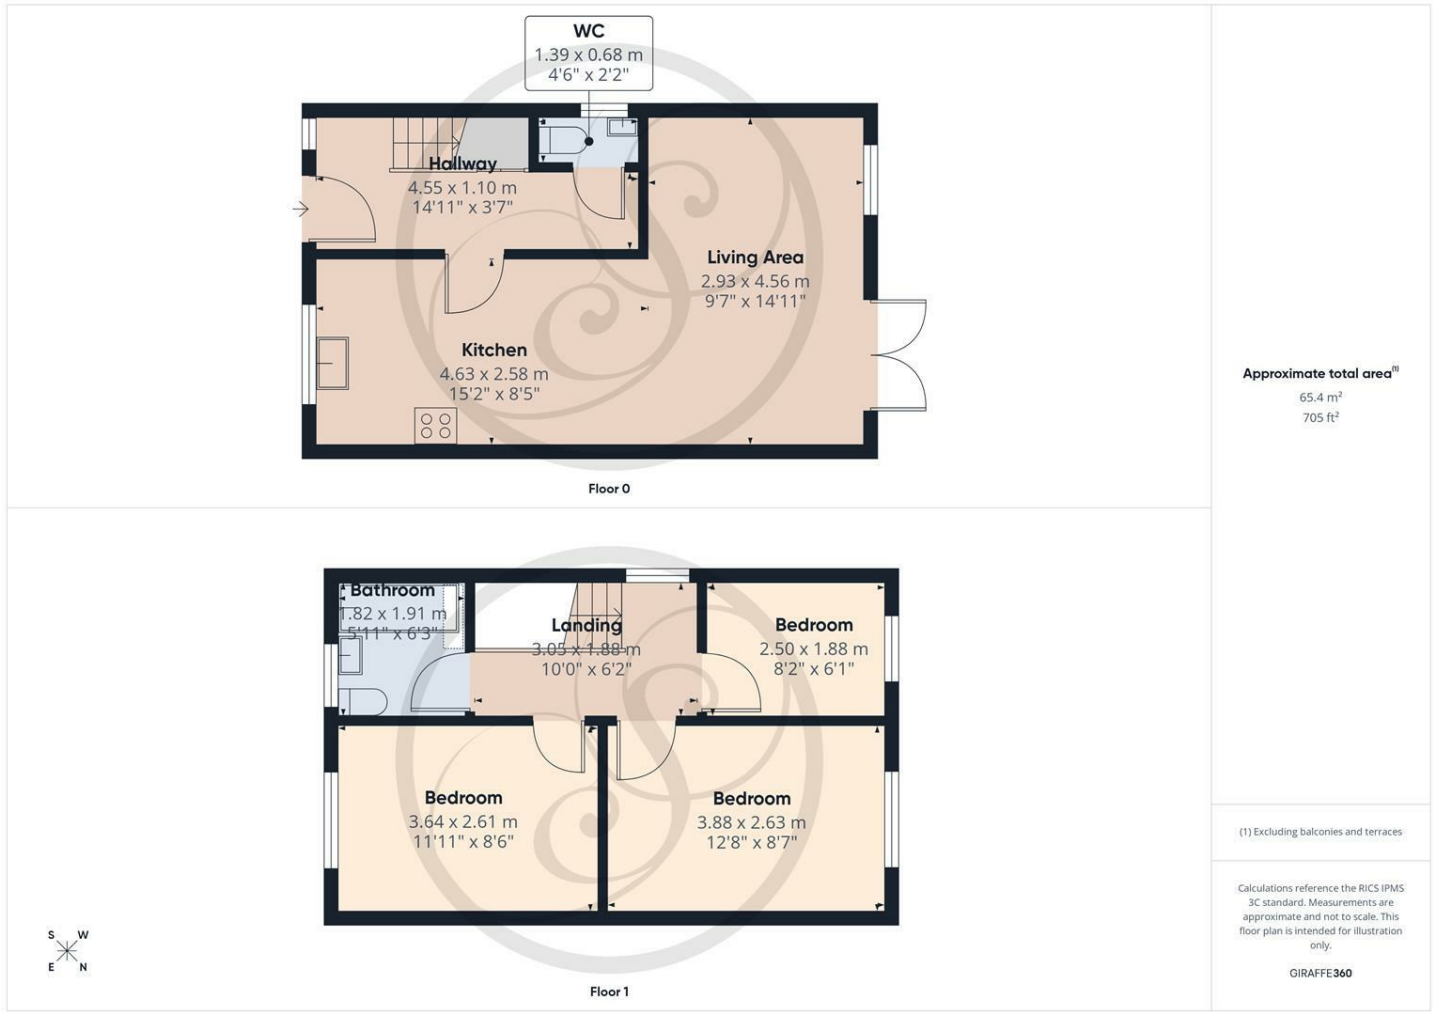 WC
1.39 x 0.68 m
4'6" x 2'2"
Hallway
4.55 x 1.10 m
14'11" x 3'7"
Living Area
2.93 x 4.56 m
9'7" x 14'11"
Kitchen
4.63 x 2.58 m
15'2" x 8'5"
Floor 0
Bathroom
1.82 x 1.91 m
5'11" x 6'3"
Landing
3.05 x 1.88 m
10'0" x 6'2"
Bedroom
2.50 x 1.88 m
8'2" x 6'1"
Bedroom
3.64 x 2.61 m
11'11" x 8'6"
Bedroom
3.88 x 2.63 m
12'8" x 8'7"
S W
E N
Floor 1
Approximate total area(1)
65.4 m²
705 ft²
(1) Excluding balconies and terraces
Calculations reference the RICS IPMS
3C standard. Measurements are
approximate and not to scale. This
floor plan is intended for illustration
only.
GIRAFFE360